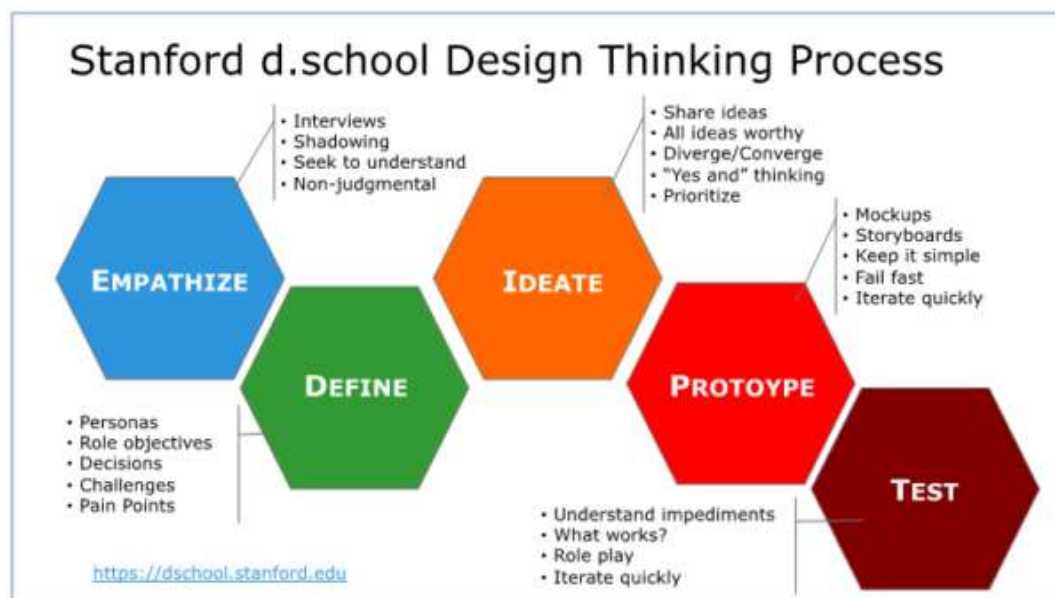 Stanford d.school Design Thinking Process
• Interviews
• Shadowing
• Seek to understand
• Non-judgmental
EMPATHIZE
• Personas
• Role objectives
• Decisions
• Challenges
• Pain Points
DEFINE
• Share ideas
• All ideas worthy
• Diverge/Converge
• “Yes and” thinking
• Prioritize
IDEATE
• Mockups
• Storyboards
• Keep it simple
• Fail fast
• Iterate quickly
PROTOYPE
• Understand impediments
• What works?
• Role play
• Iterate quickly
TEST
https://dschool.stanford.edu